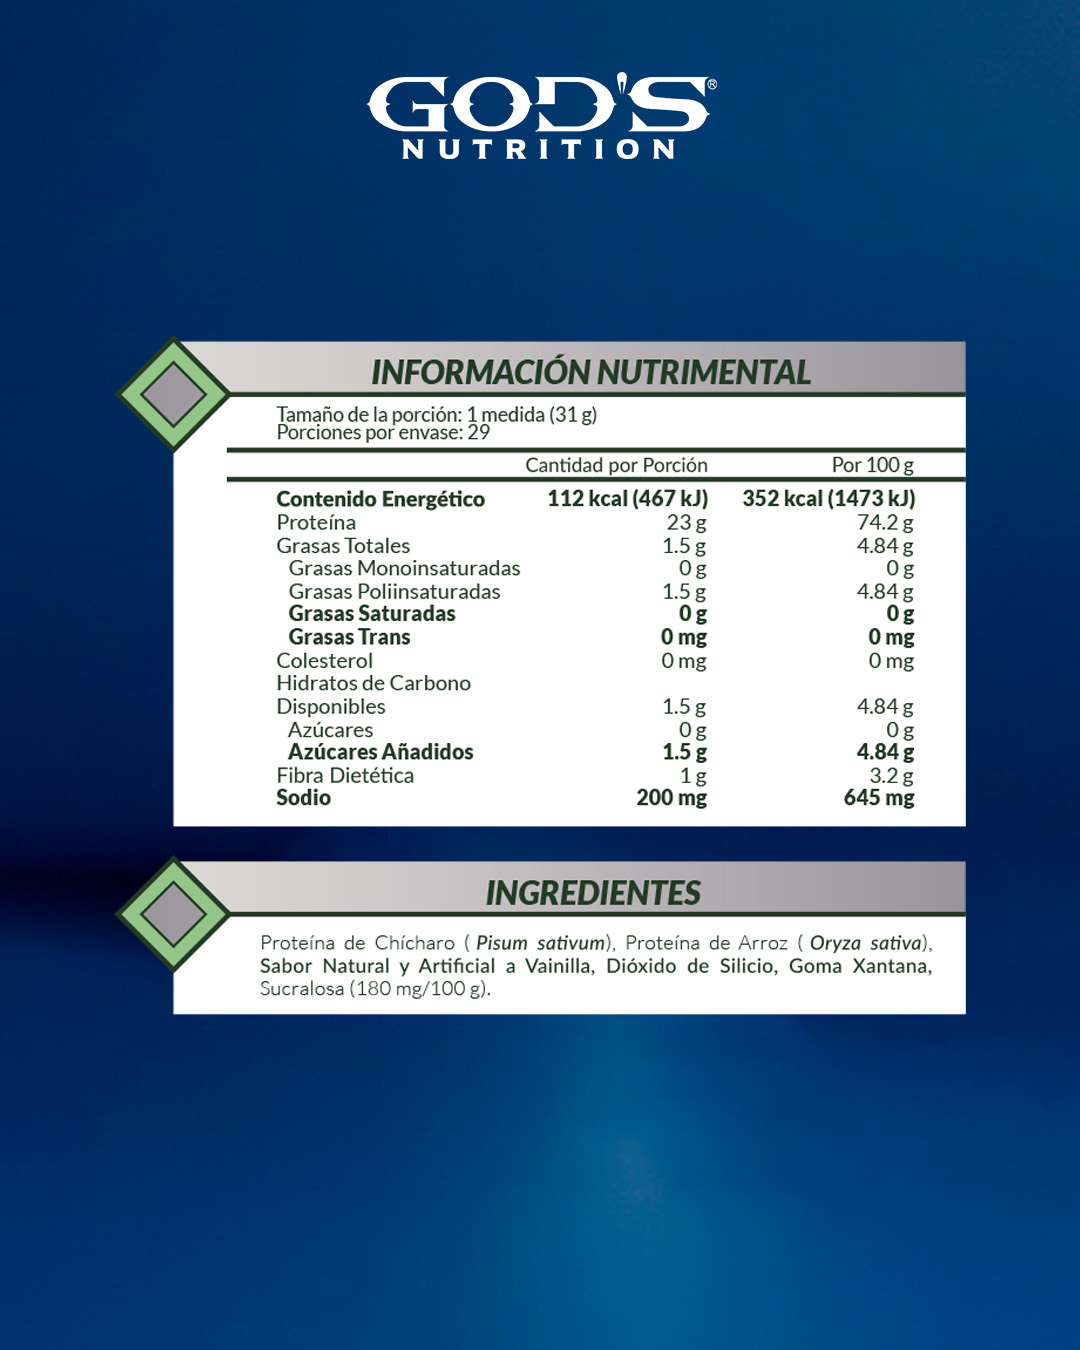 GOD'S®
NUTRITION
INFORMACIÓN NUTRIMENTAL
Tamaño de la porción: 1 medida (31 g)
Porciones por envase: 29
Cantidad por Porción Por 100 g
Contenido Energético 112 kcal (467 kJ) 352 kcal (1473 kJ)
Proteína 23 g 74.2 g
Grasas Totales 1.5 g 4.84 g
Grasas Monoinsaturadas 0 g 0 g
Grasas Poliinsaturadas 1.5 g 4.84 g
Grasas Saturadas 0 g 0 g
Grasas Trans 0 mg 0 mg
Colesterol 0 mg 0 mg
Hidratos de Carbono
Disponibles 1.5 g 4.84 g
Azúcares 0 g 0 g
Azúcares Añadidos 1.5 g 4.84 g
Fibra Dietética 1 g 3.2 g
Sodio 200 mg 645 mg
INGREDIENTES
Proteína de Chícharo ( Pisum sativum), Proteína de Arroz ( Oryza sativa),
Sabor Natural y Artificial a Vainilla, Dióxido de Silicio, Goma Xantana,
Sucralosa (180 mg/100 g).